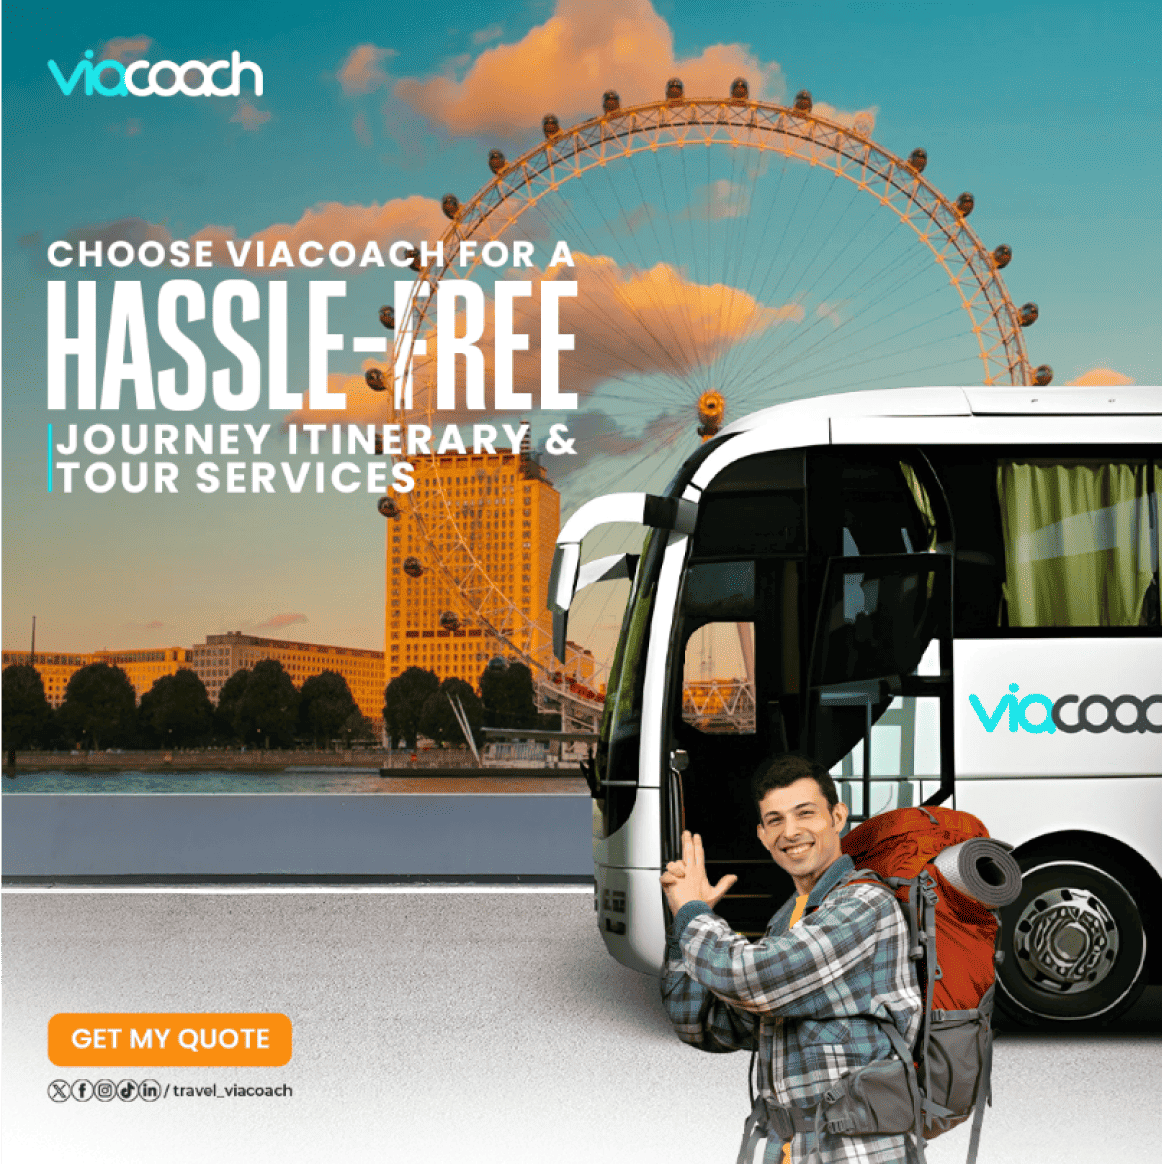 viacoach
CHOOSE VIACOACH FOR A
HASSLE-FREE
JOURNEY ITINERARY &
TOUR SERVICES
viacoac
GET MY QUOTE
/ travel_viacoach